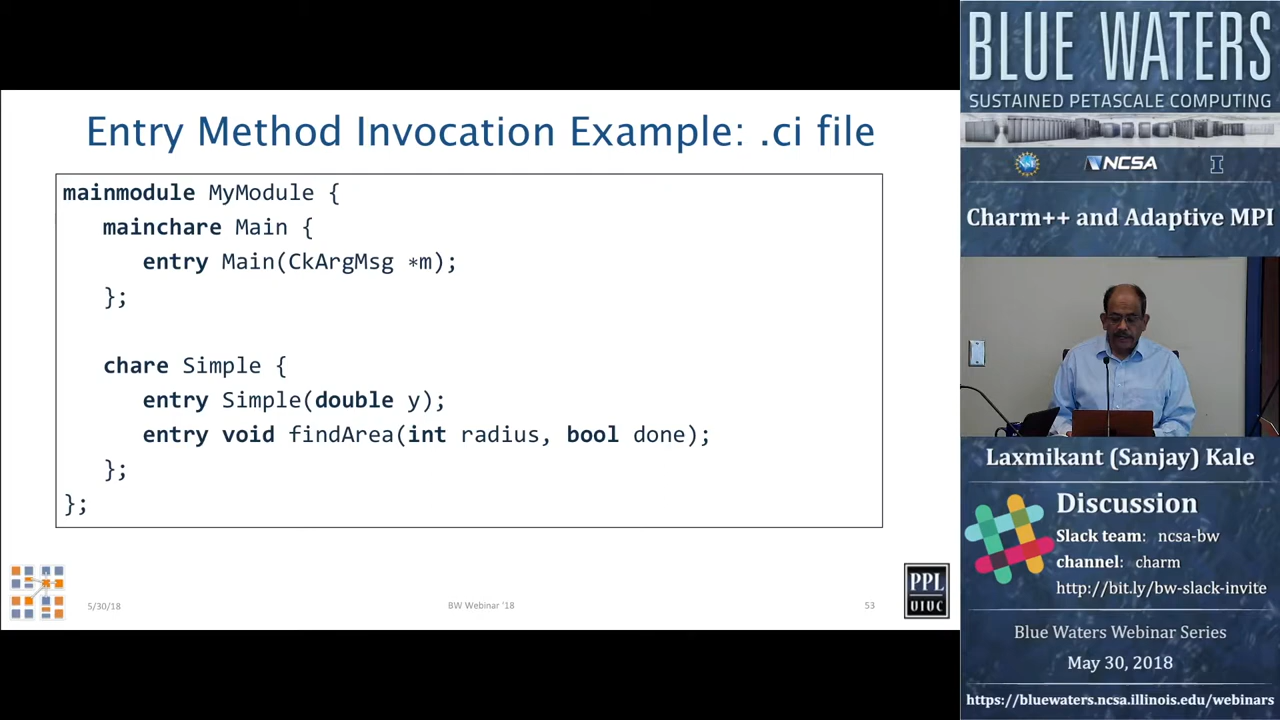 Entry Method Invocation Example: .ci file
mainmodule MyModule {
mainchare Main {
entry Main(CkArgMsg *m);
};
chare Simple {
entry Simple(double y);
entry void findArea(int radius, bool done);
};
};
5/30/18
BW Webinar '18
53
PPL
UIUC
BLUE WATERS
SUSTAINED PETASCALE COMPUTING
NCSA
I
Charm++ and Adaptive MPI
Laxmikant (Sanjay) Kale
Discussion
Slack team: ncsa-bw
channel: charm
http://bit.ly/bw-slack-invite
Blue Waters Webinar Series
May 30, 2018
https://bluewaters.ncsa.illinois.edu/webinars